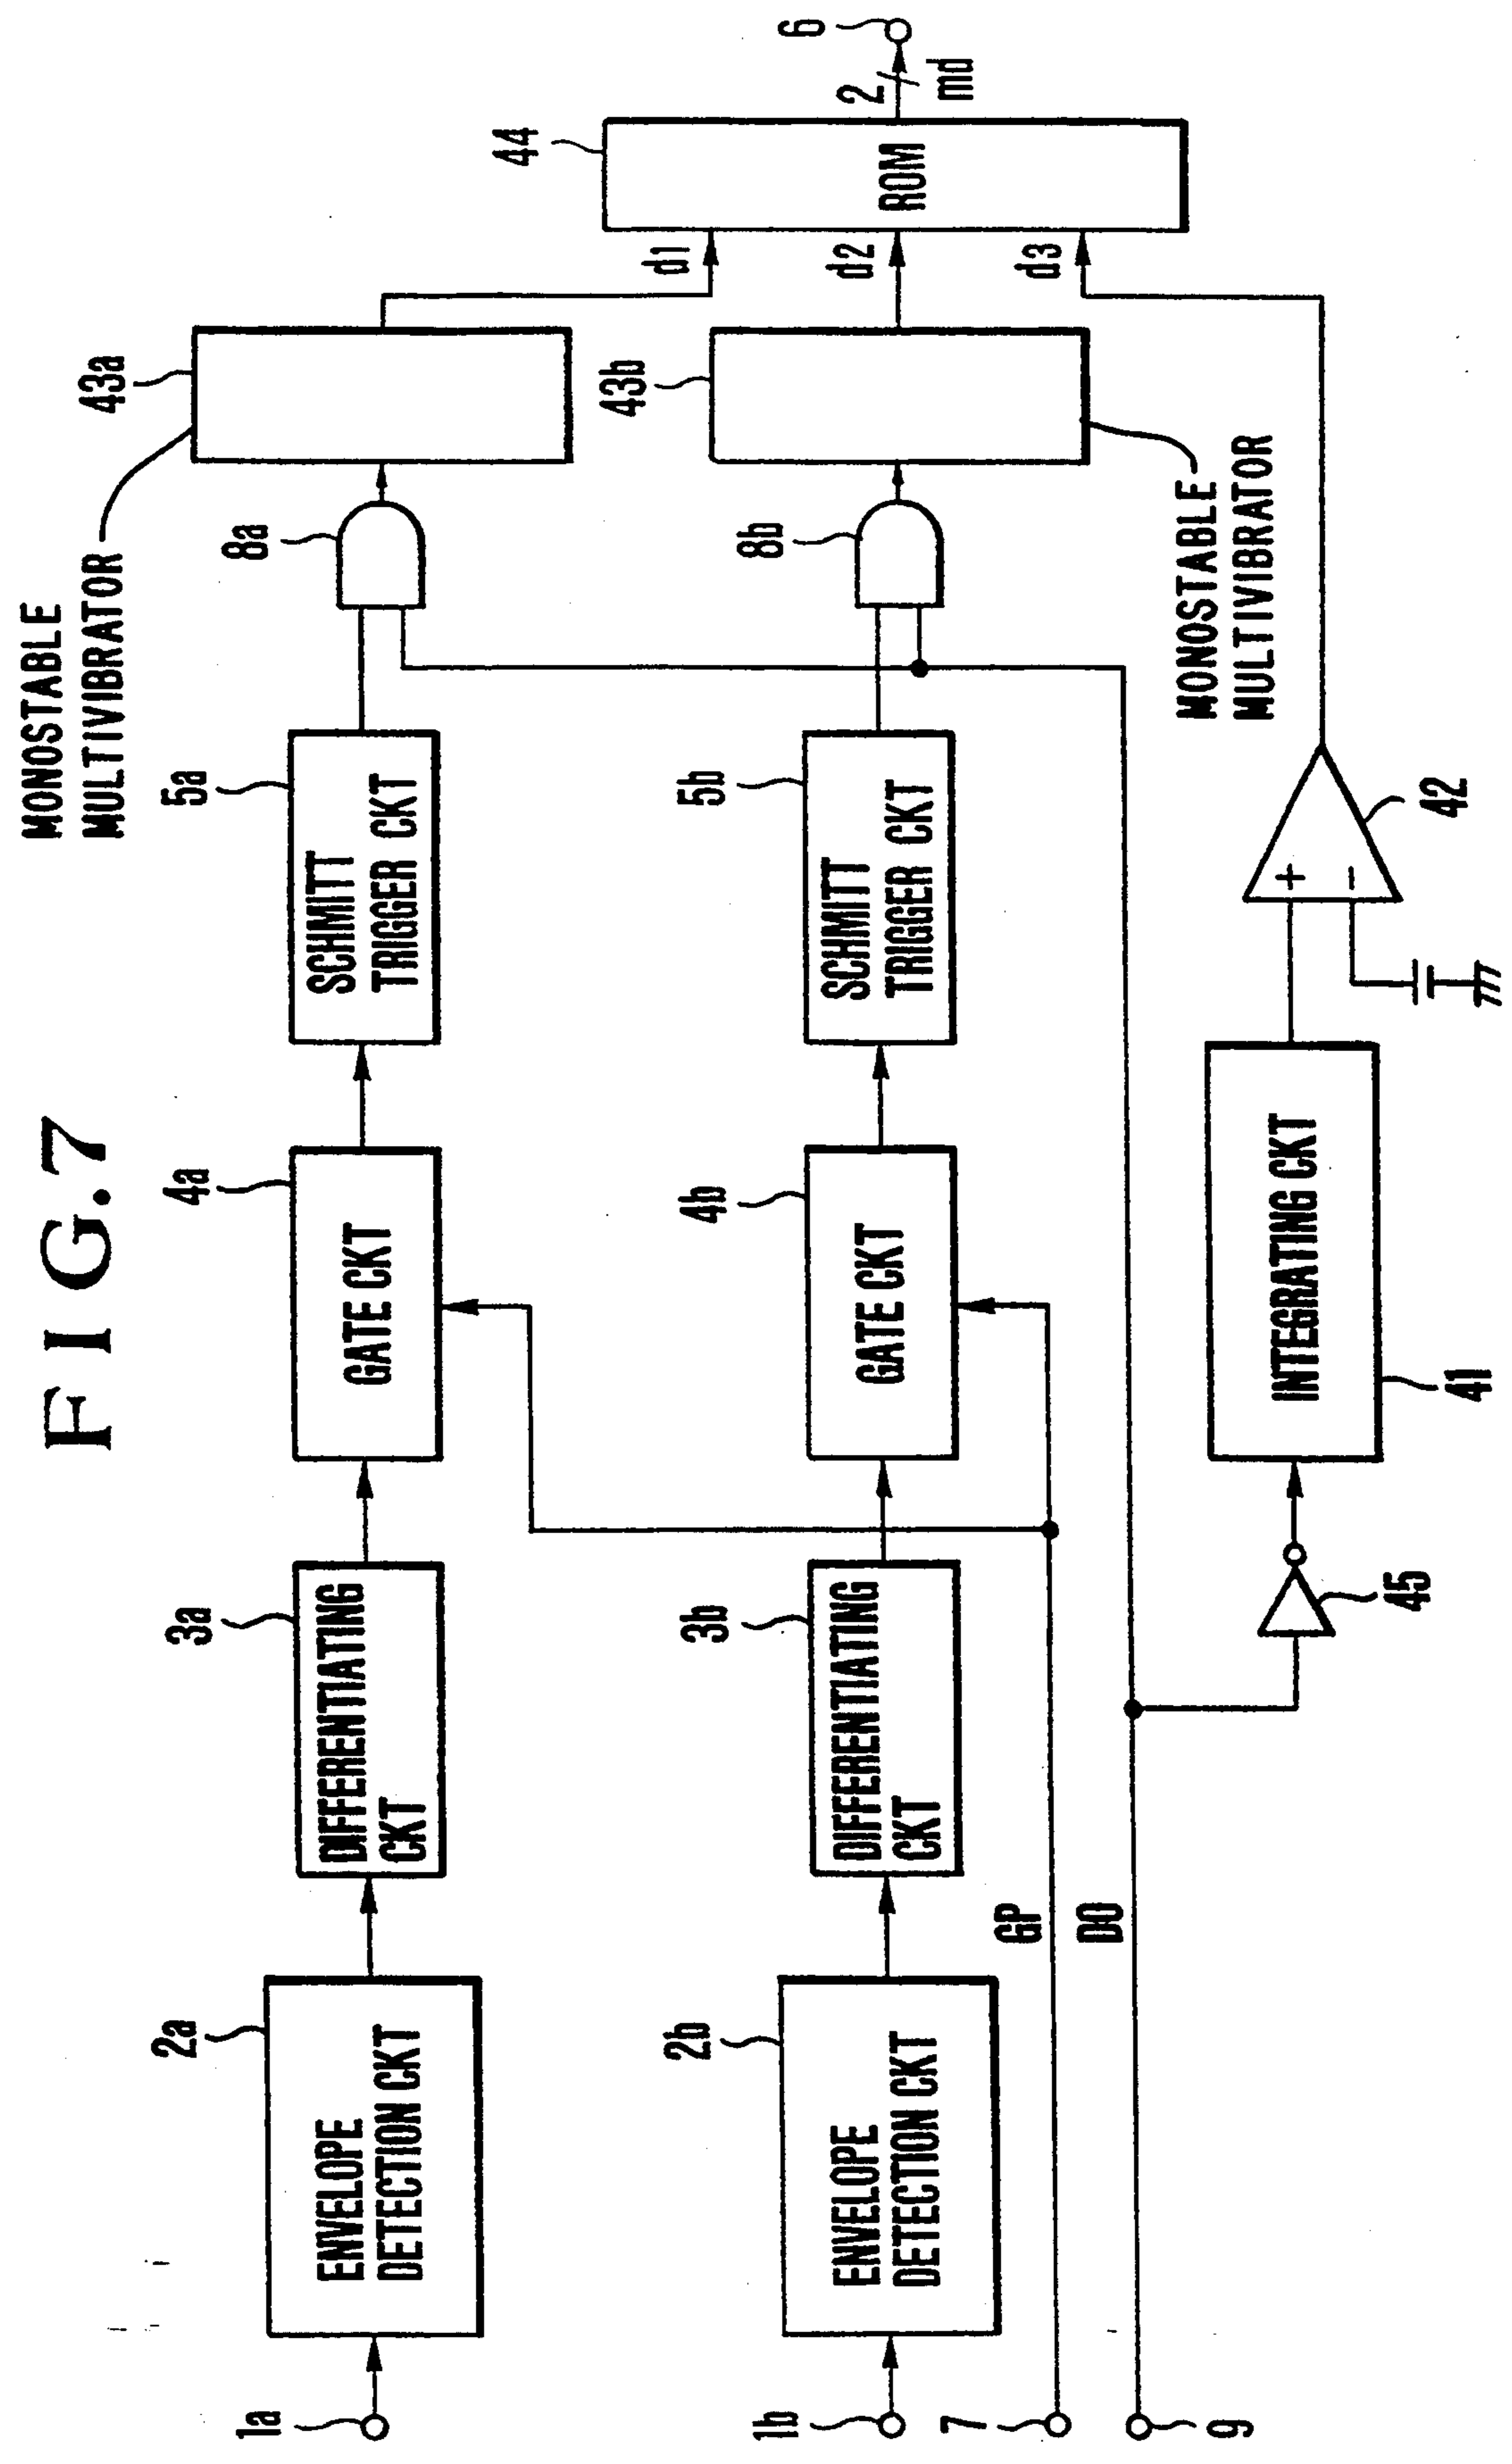 FIG.7
MONOSTABLE
MULTIVIBRATOR
43a
44
6
2
md
ROM
d1
d2
d3
1a
2a
ENVELOPE
DETECTION CKT
3a
DIFFERENTIATING
CKT
4a
GATE CKT
5a
SCHMITT
TRIGGER CKT
8a
1b
2b
ENVELOPE
DETECTION CKT
3b
DIFFERENTIATING
CKT
4b
GATE CKT
5b
SCHMITT
TRIGGER CKT
8b
43b
MONOSTABLE
MULTIVIBRATOR
7
GP
9
DO
45
INTEGRATING CKT
41
+
−
42